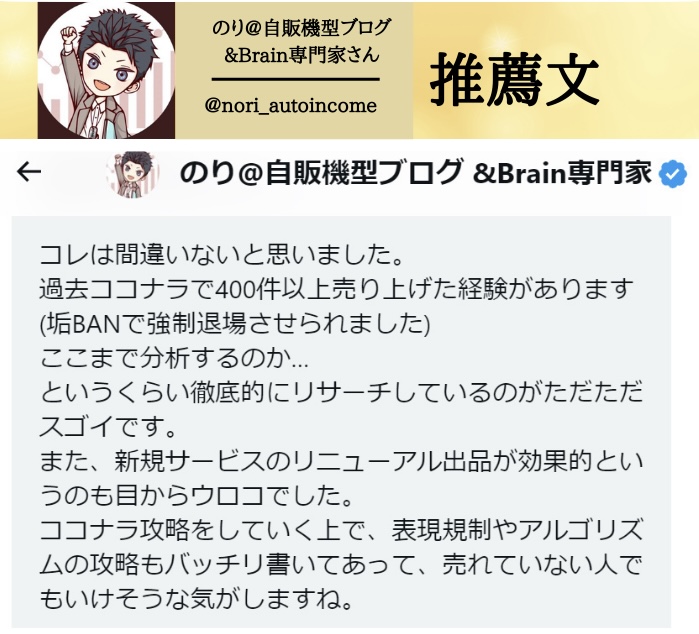 のり@自販機型ブログ
&Brain専門家さん
@nori_autoincome
推薦文
← のり@自販機型ブログ &Brain専門家
コレは間違いないと思いました。
過去ココナラで400件以上売り上げた経験があります
(垢BANで強制退場させられました)
ここまで分析するのか...
というくらい徹底的にリサーチしているのがただただ
スゴイです。
また、新規サービスのリニューアル出品が効果的とい
うのも目からウロコでした。
ココナラ攻略をしていく上で、表現規制やアルゴリズ
ムの攻略もバッチリ書いてあって、売れていない人で
もいけそうな気がしますね。